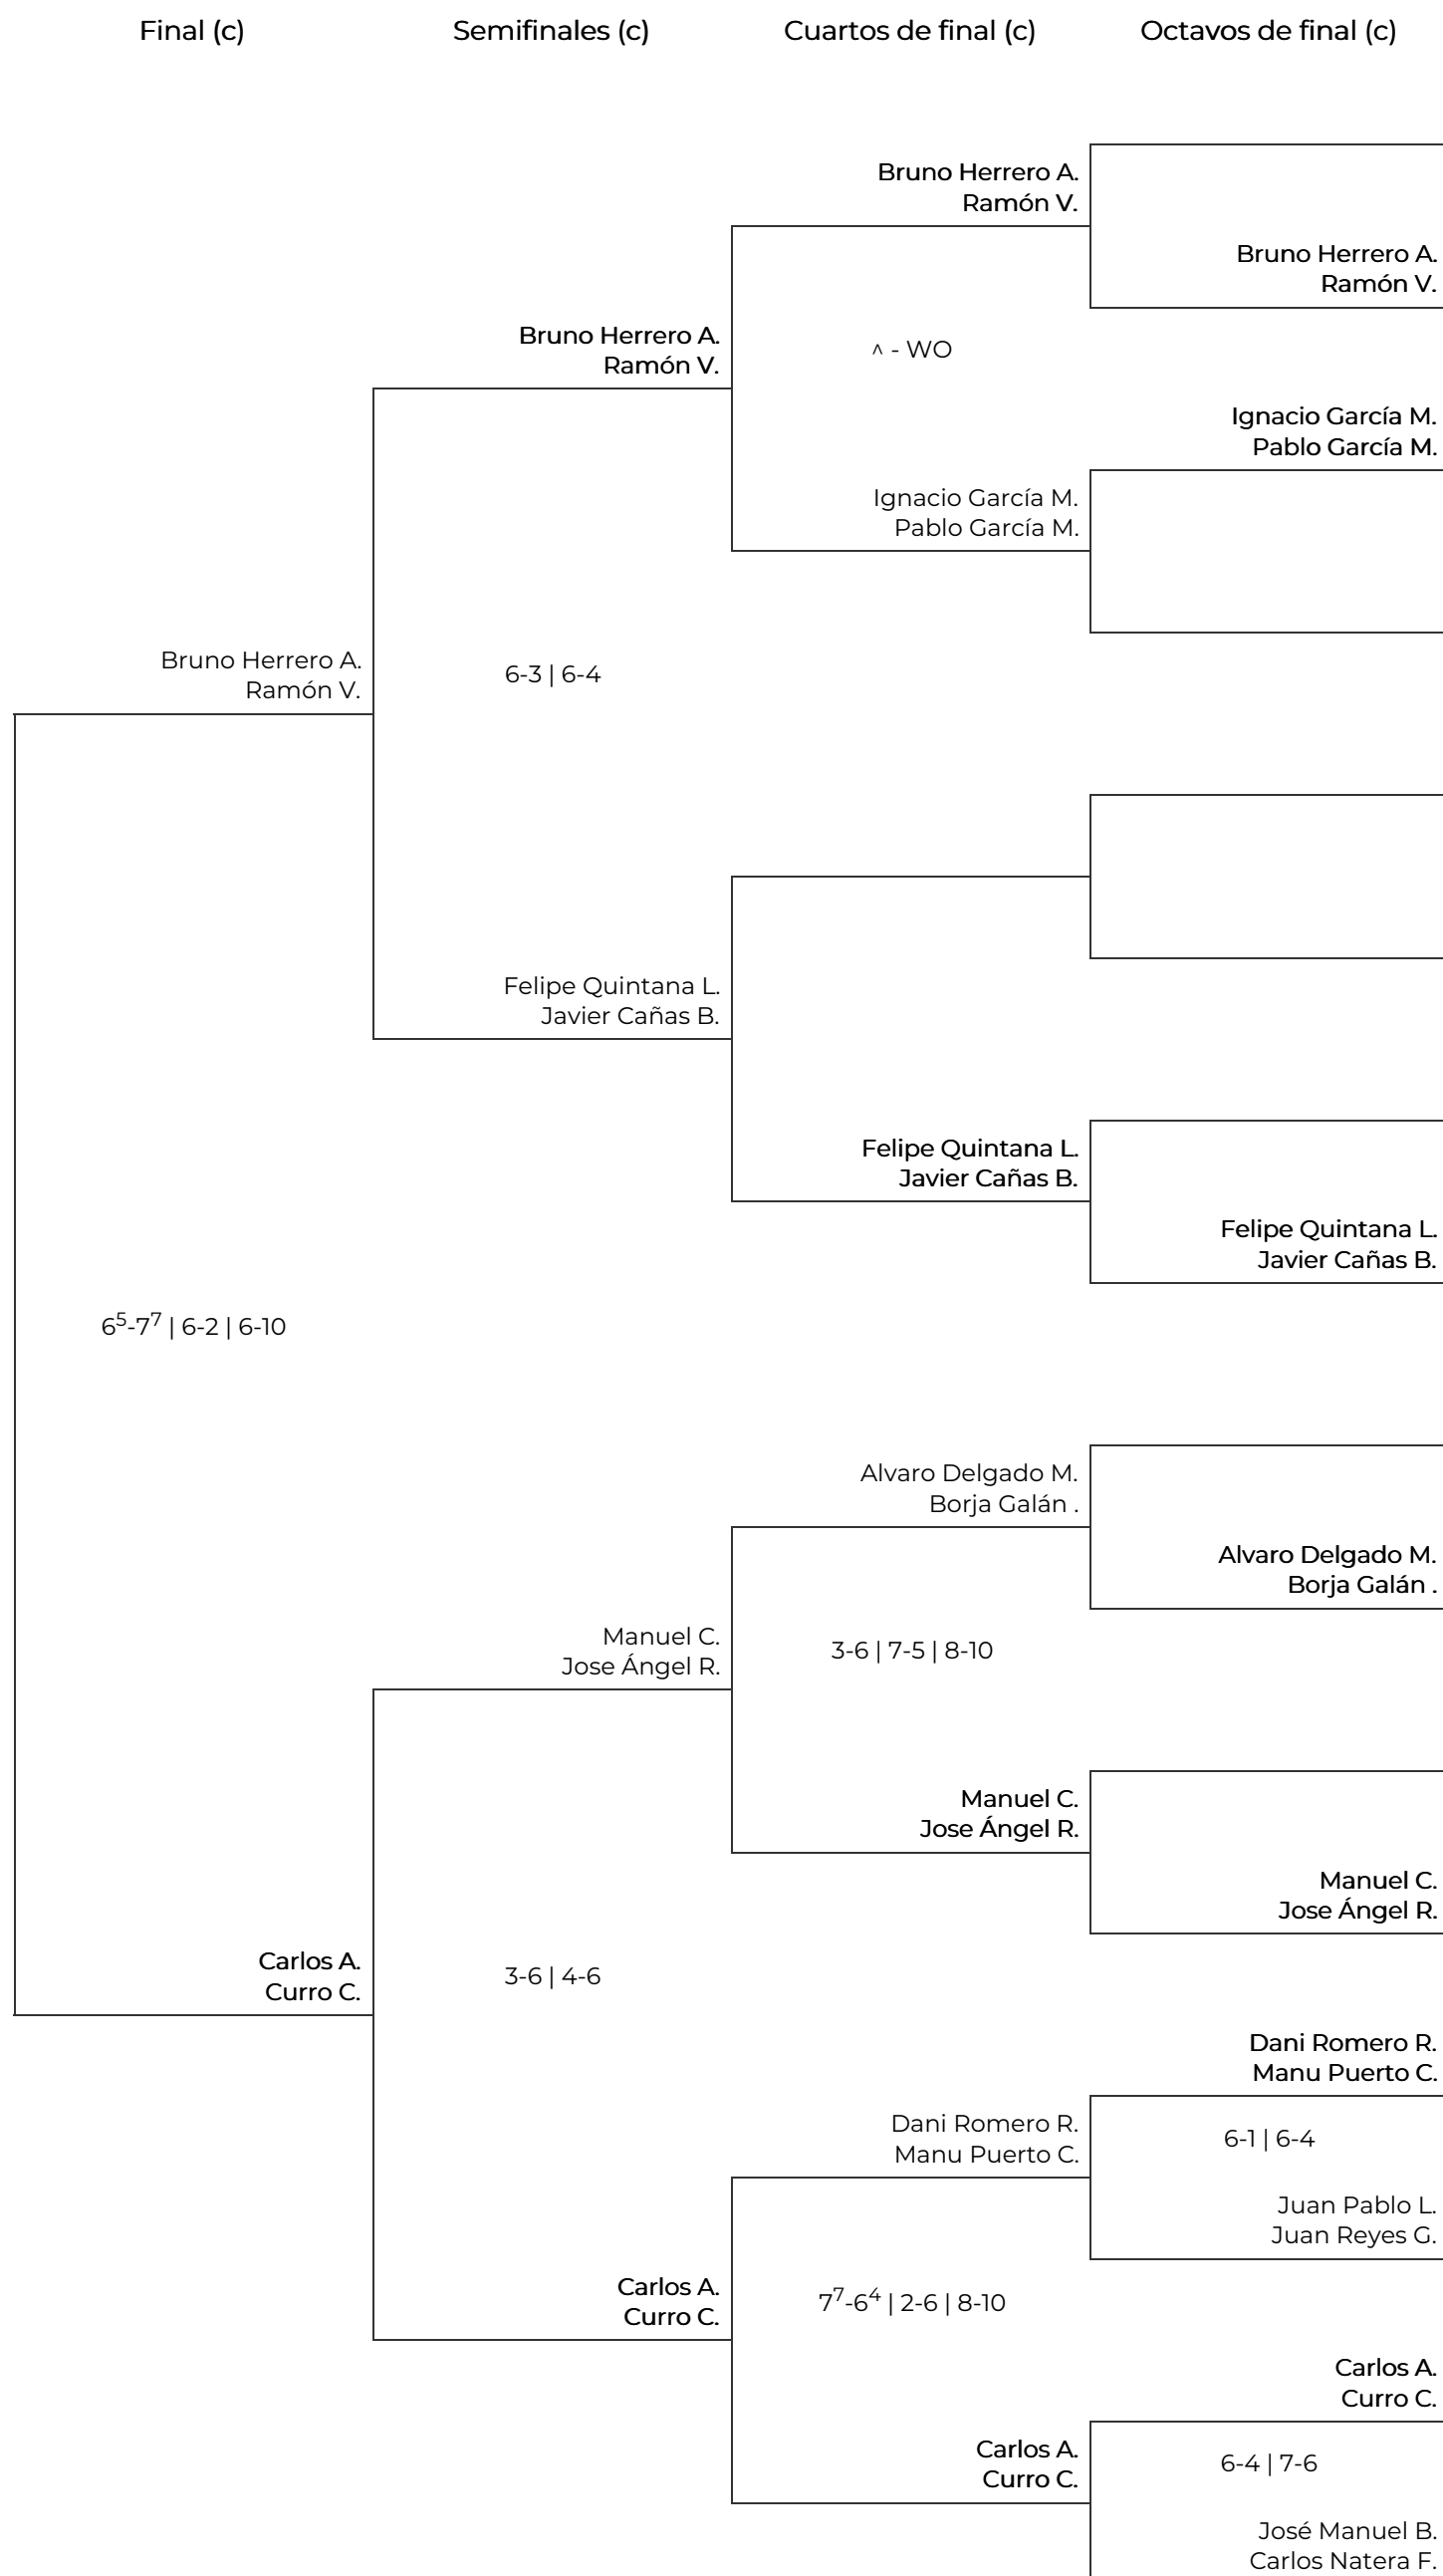 Final (c)
Semifinales (c)
Cuartos de final (c)
Octavos de final (c)
Bruno Herrero A.
Ramón V.
Bruno Herrero A.
Ramón V.
Bruno Herrero A.
Ramón V.
^ - WO
Ignacio García M.
Pablo García M.
Ignacio García M.
Pablo García M.
Bruno Herrero A.
Ramón V.
6-3 | 6-4
Felipe Quintana L.
Javier Cañas B.
Felipe Quintana L.
Javier Cañas B.
Felipe Quintana L.
Javier Cañas B.
6⁵-7⁷ | 6-2 | 6-10
Alvaro Delgado M.
Borja Galán .
Alvaro Delgado M.
Borja Galán .
Manuel C.
Jose Ángel R.
3-6 | 7-5 | 8-10
Manuel C.
Jose Ángel R.
Manuel C.
Jose Ángel R.
Carlos A.
Curro C.
3-6 | 4-6
Dani Romero R.
Manu Puerto C.
Dani Romero R.
Manu Puerto C.
6-1 | 6-4
Juan Pablo L.
Juan Reyes G.
Carlos A.
Curro C.
7⁷-6⁴ | 2-6 | 8-10
Carlos A.
Curro C.
Carlos A.
Curro C.
6-4 | 7-6
José Manuel B.
Carlos Natera F.